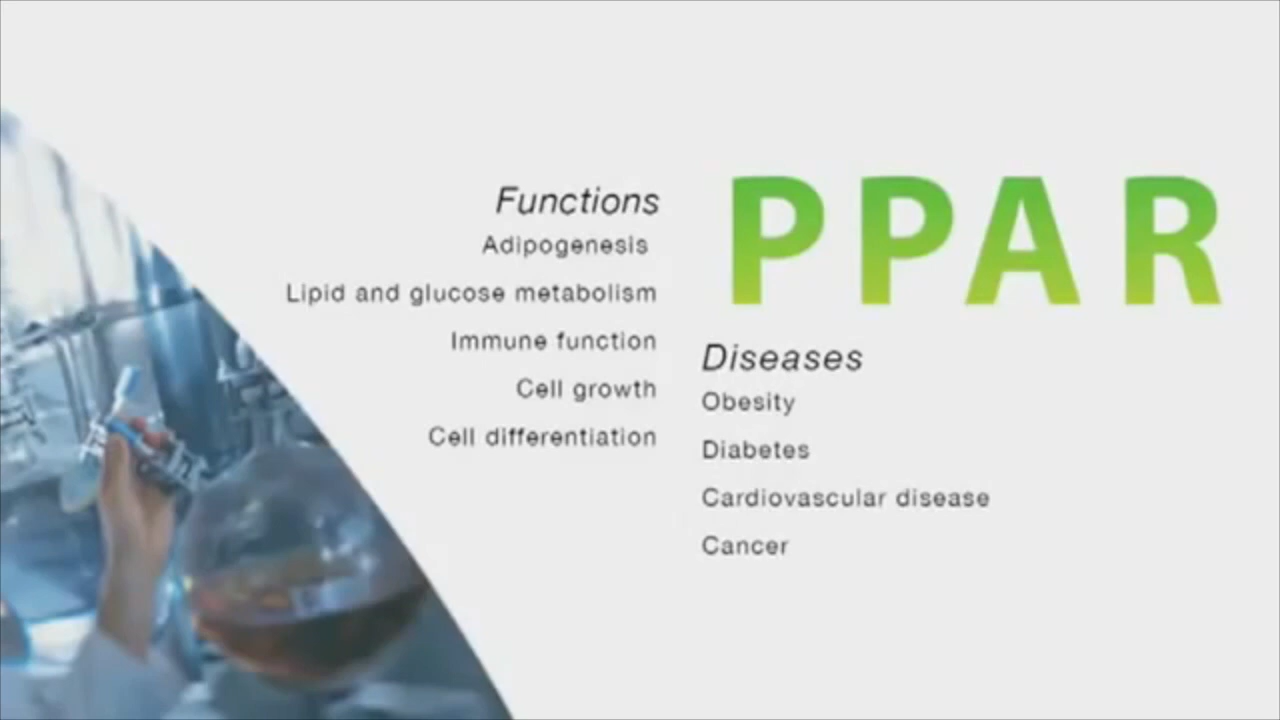 PPAR
Functions
Adipogenesis
Lipid and glucose metabolism
Immune function
Cell growth
Cell differentiation
Diseases
Obesity
Diabetes
Cardiovascular disease
Cancer